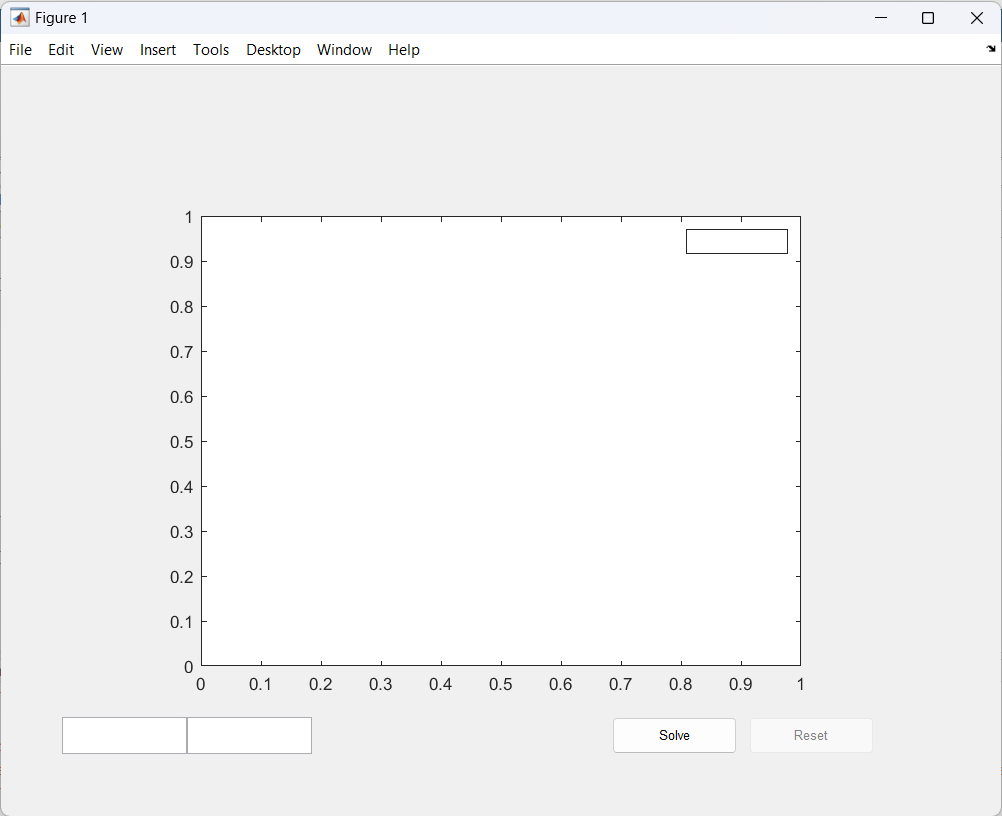 Figure 1
File Edit View Insert Tools Desktop Window Help
1
0.9
0.8
0.7
0.6
0.5
0.4
0.3
0.2
0.1
0
0 0.1 0.2 0.3 0.4 0.5 0.6 0.7 0.8 0.9 1
Solve Reset